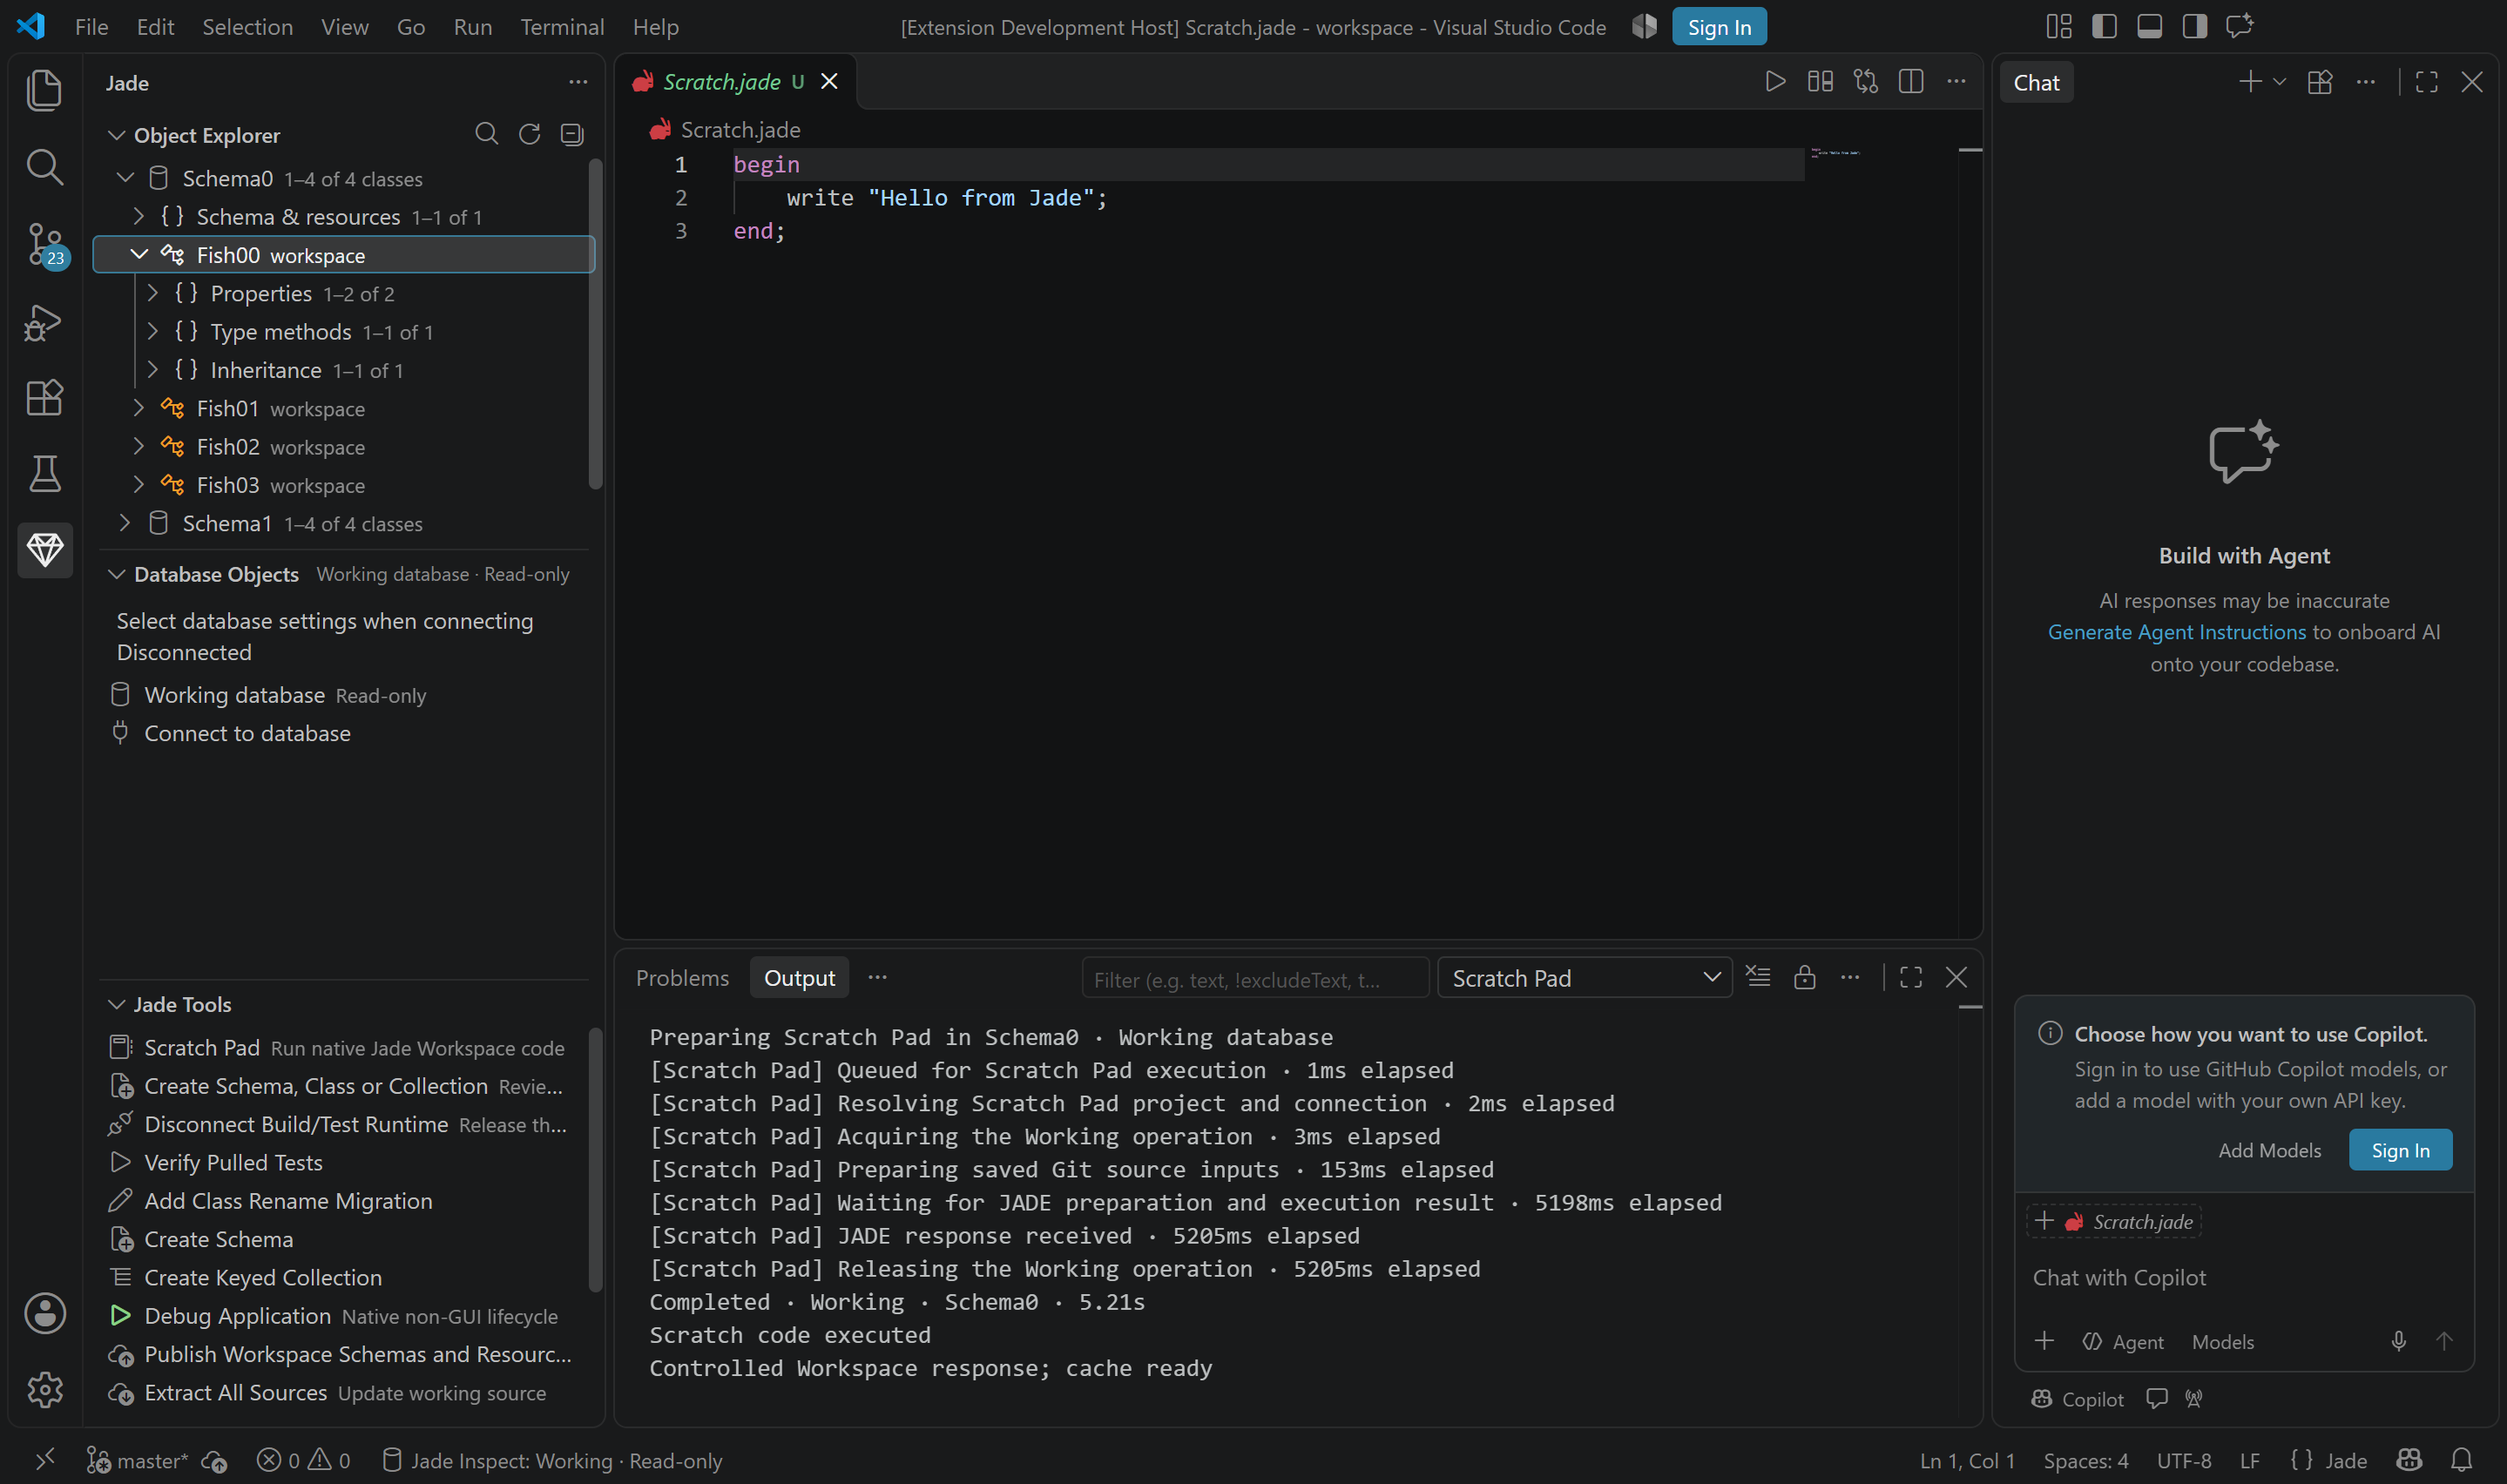 File Edit Selection View Go Run Terminal Help
[Extension Development Host] Scratch.jade - workspace - Visual Studio Code
Sign In
Jade
Object Explorer
Schema0 1–4 of 4 classes
Schema & resources 1–1 of 1
Fish00 workspace
Properties 1–2 of 2
Type methods 1–1 of 1
Inheritance 1–1 of 1
Fish01 workspace
Fish02 workspace
Fish03 workspace
Schema1 1–4 of 4 classes
23
Database Objects Working database · Read-only
Select database settings when connecting
Disconnected
Working database Read-only
Connect to database
Jade Tools
Scratch Pad Run native Jade Workspace code
Create Schema, Class or Collection Revie...
Disconnect Build/Test Runtime Release th...
Verify Pulled Tests
Add Class Rename Migration
Create Schema
Create Keyed Collection
Debug Application Native non-GUI lifecycle
Publish Workspace Schemas and Resourc...
Extract All Sources Update working source
Scratch.jade U
Scratch.jade
1 begin
2 write "Hello from Jade";
3 end;
Problems Output
Filter (e.g. text, !excludeText, t...
Scratch Pad
Preparing Scratch Pad in Schema0 · Working database
[Scratch Pad] Queued for Scratch Pad execution · 1ms elapsed
[Scratch Pad] Resolving Scratch Pad project and connection · 2ms elapsed
[Scratch Pad] Acquiring the Working operation · 3ms elapsed
[Scratch Pad] Preparing saved Git source inputs · 153ms elapsed
[Scratch Pad] Waiting for JADE preparation and execution result · 5198ms elapsed
[Scratch Pad] JADE response received · 5205ms elapsed
[Scratch Pad] Releasing the Working operation · 5205ms elapsed
Completed · Working · Schema0 · 5.21s
Scratch code executed
Controlled Workspace response; cache ready
Chat
Build with Agent
AI responses may be inaccurate
Generate Agent Instructions to onboard AI
onto your codebase.
Choose how you want to use Copilot.
Sign in to use GitHub Copilot models, or
add a model with your own API key.
Add Models Sign In
Scratch.jade
Chat with Copilot
Agent Models
Copilot
master* 0 0 Jade Inspect: Working · Read-only
Ln 1, Col 1 Spaces: 4 UTF-8 LF { } Jade